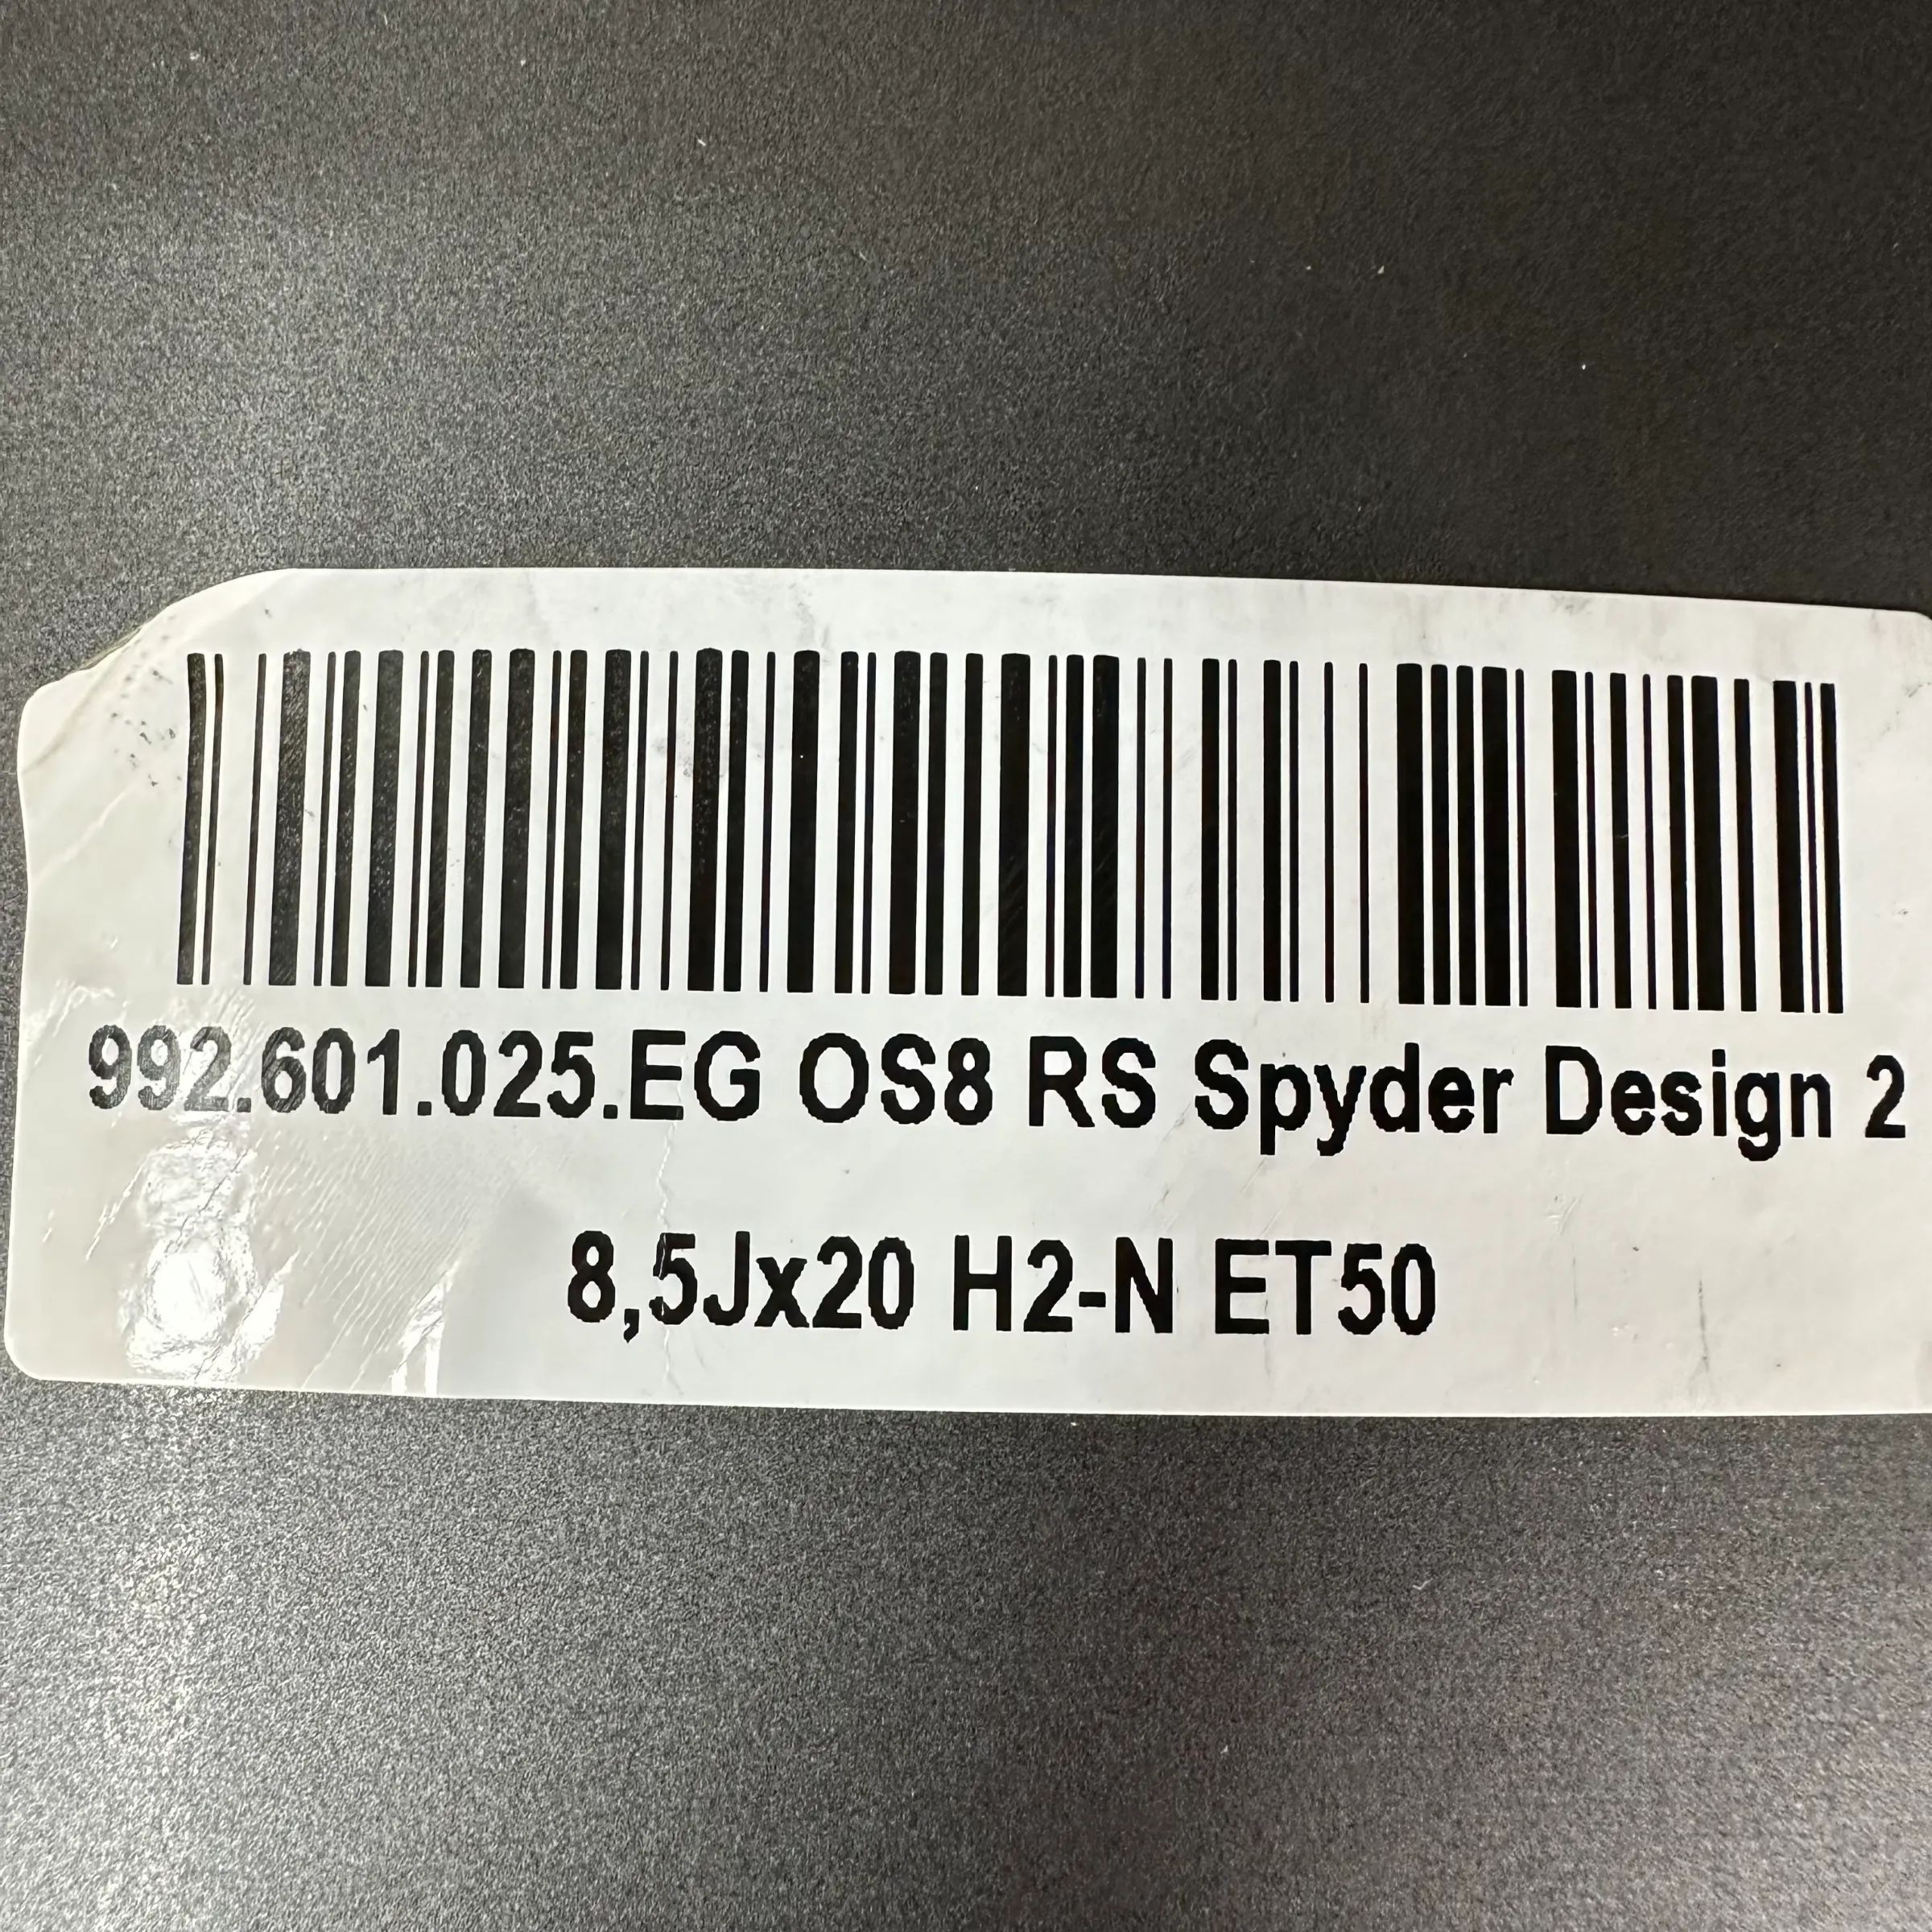 992.601.025.EG OS8 RS Spyder Design 2
8,5Jx20 H2-N ET50